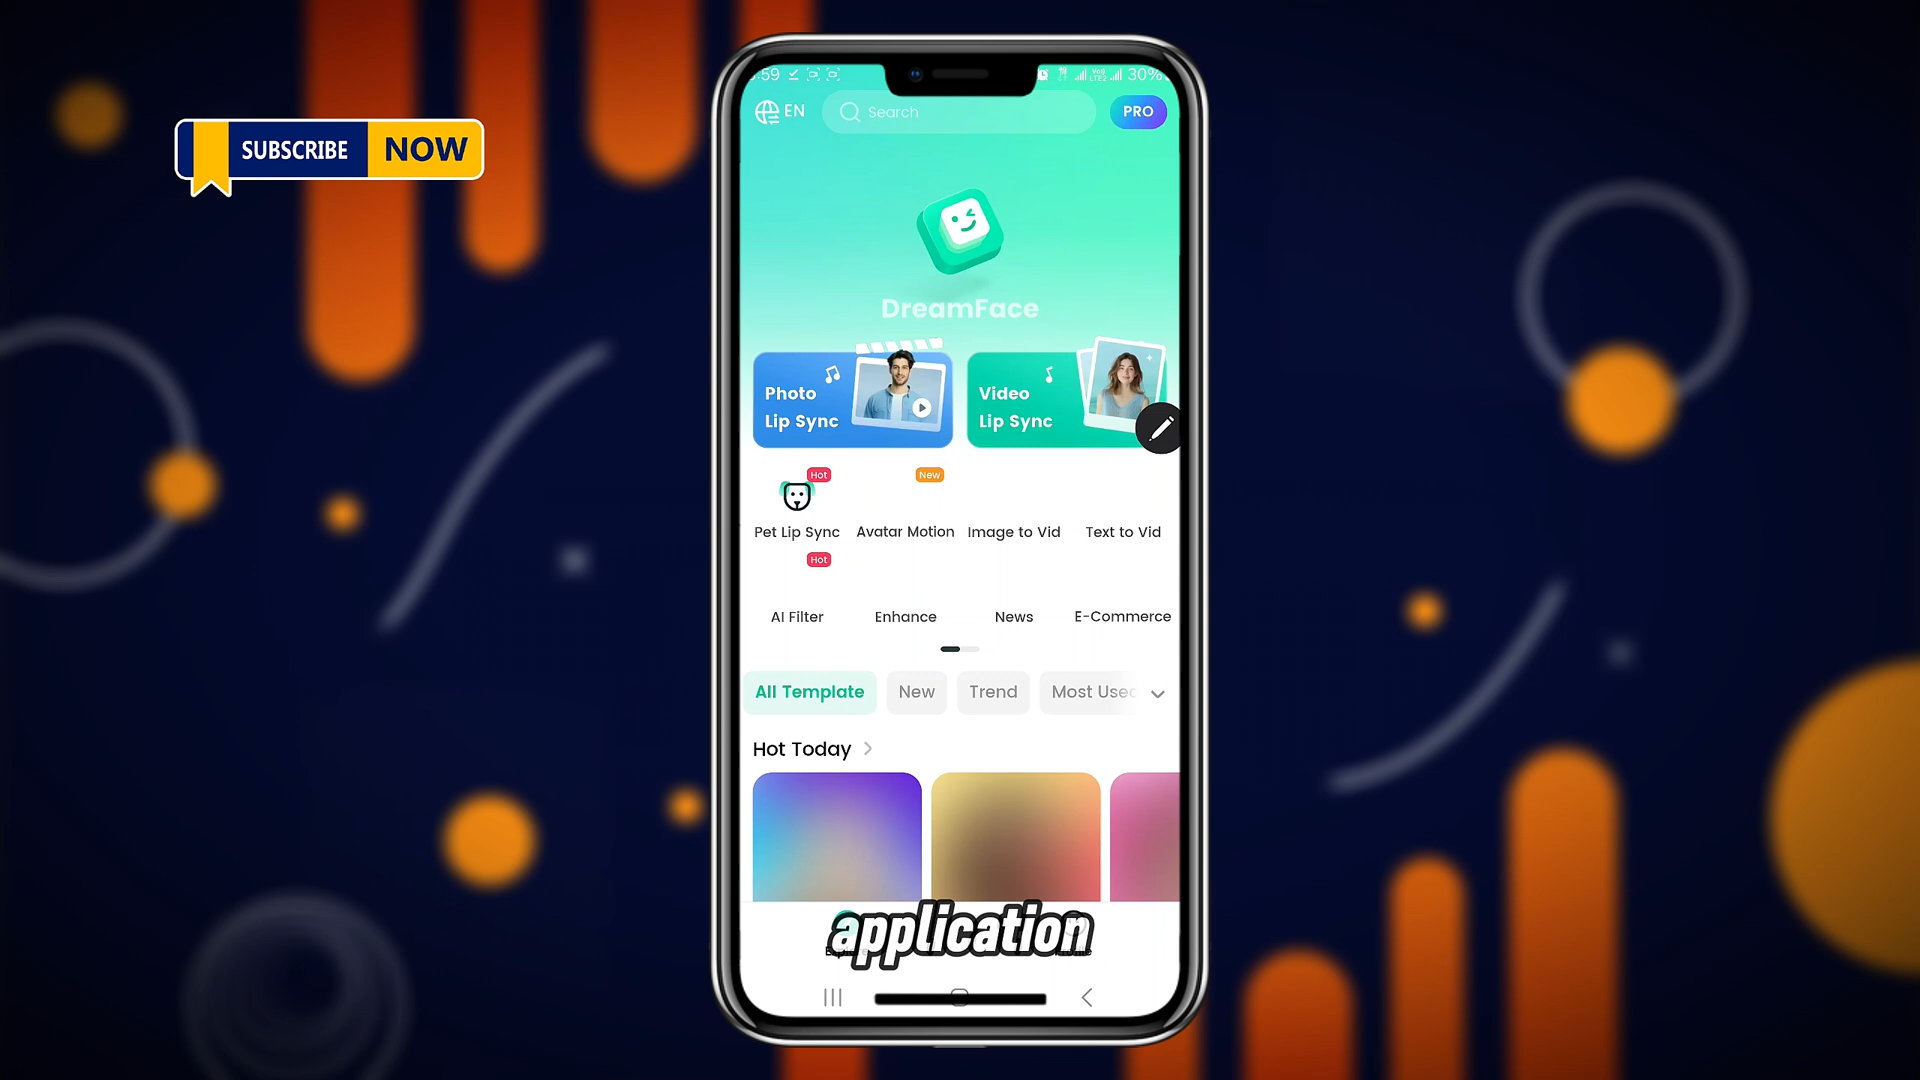 SUBSCRIBE NOW
:59
LTE2
30%
EN
Search
PRO
DreamFace
Photo
Lip Sync
Video
Lip Sync
Hot
New
Pet Lip Sync
Avatar Motion
Image to Vid
Text to Vid
Hot
AI Filter
Enhance
News
E-Commerce
All Template
New
Trend
Most Used
Hot Today
application